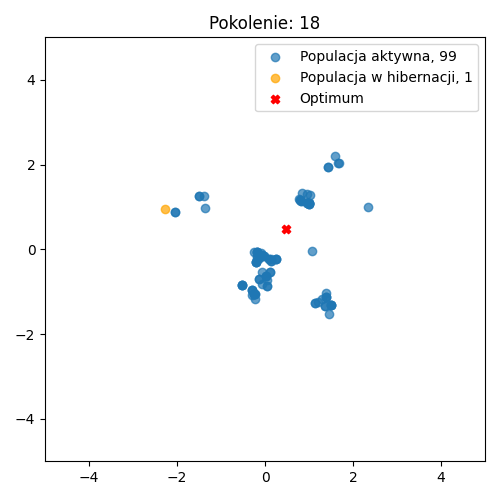 Pokolenie: 18
Populacja aktywna, 99
Populacja w hibernacji, 1
Optimum
4
2
0
−2
−4
−4
−2
0
2
4